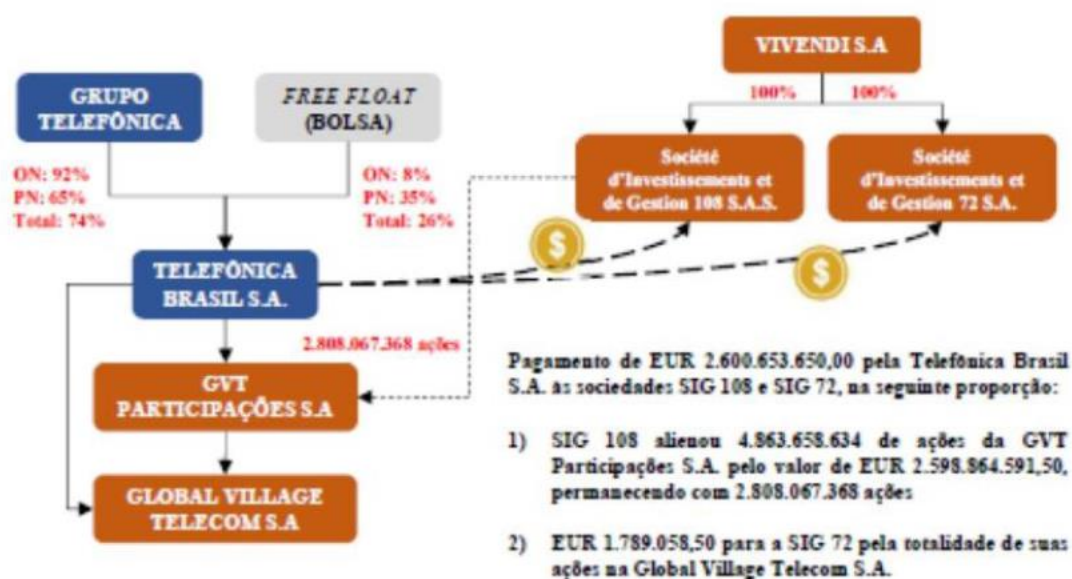 VIVENDI S.A
GRUPO
TELEFÔNICA
FREE FLOAT
(BOLSA)
100%
100%
ON: 92%
PN: 65%
Total: 74%
ON: 8%
PN: 35%
Total: 26%
Société
d'Investissements et
de Gestion 108 S.A.S.
Société
d'Investissements et
de Gestion 72 S.A.
$
$
TELEFÔNICA
BRASIL S.A.
2.808.067.368 ações
GVT
PARTICIPAÇÕES S.A
GLOBAL VILLAGE
TELECOM S.A
Pagamento de EUR 2.600.653.650,00 pela Telefônica Brasil
S.A. às sociedades SIG 108 e SIG 72, na seguinte proporção:
1) SIG 108 alienou 4.863.658.634 de ações da GVT
Participações S.A. pelo valor de EUR 2.598.864.591,50,
permanecendo com 2.808.067.368 ações
2) EUR 1.789.058,50 para a SIG 72 pela totalidade de suas
ações na Global Village Telecom S.A.